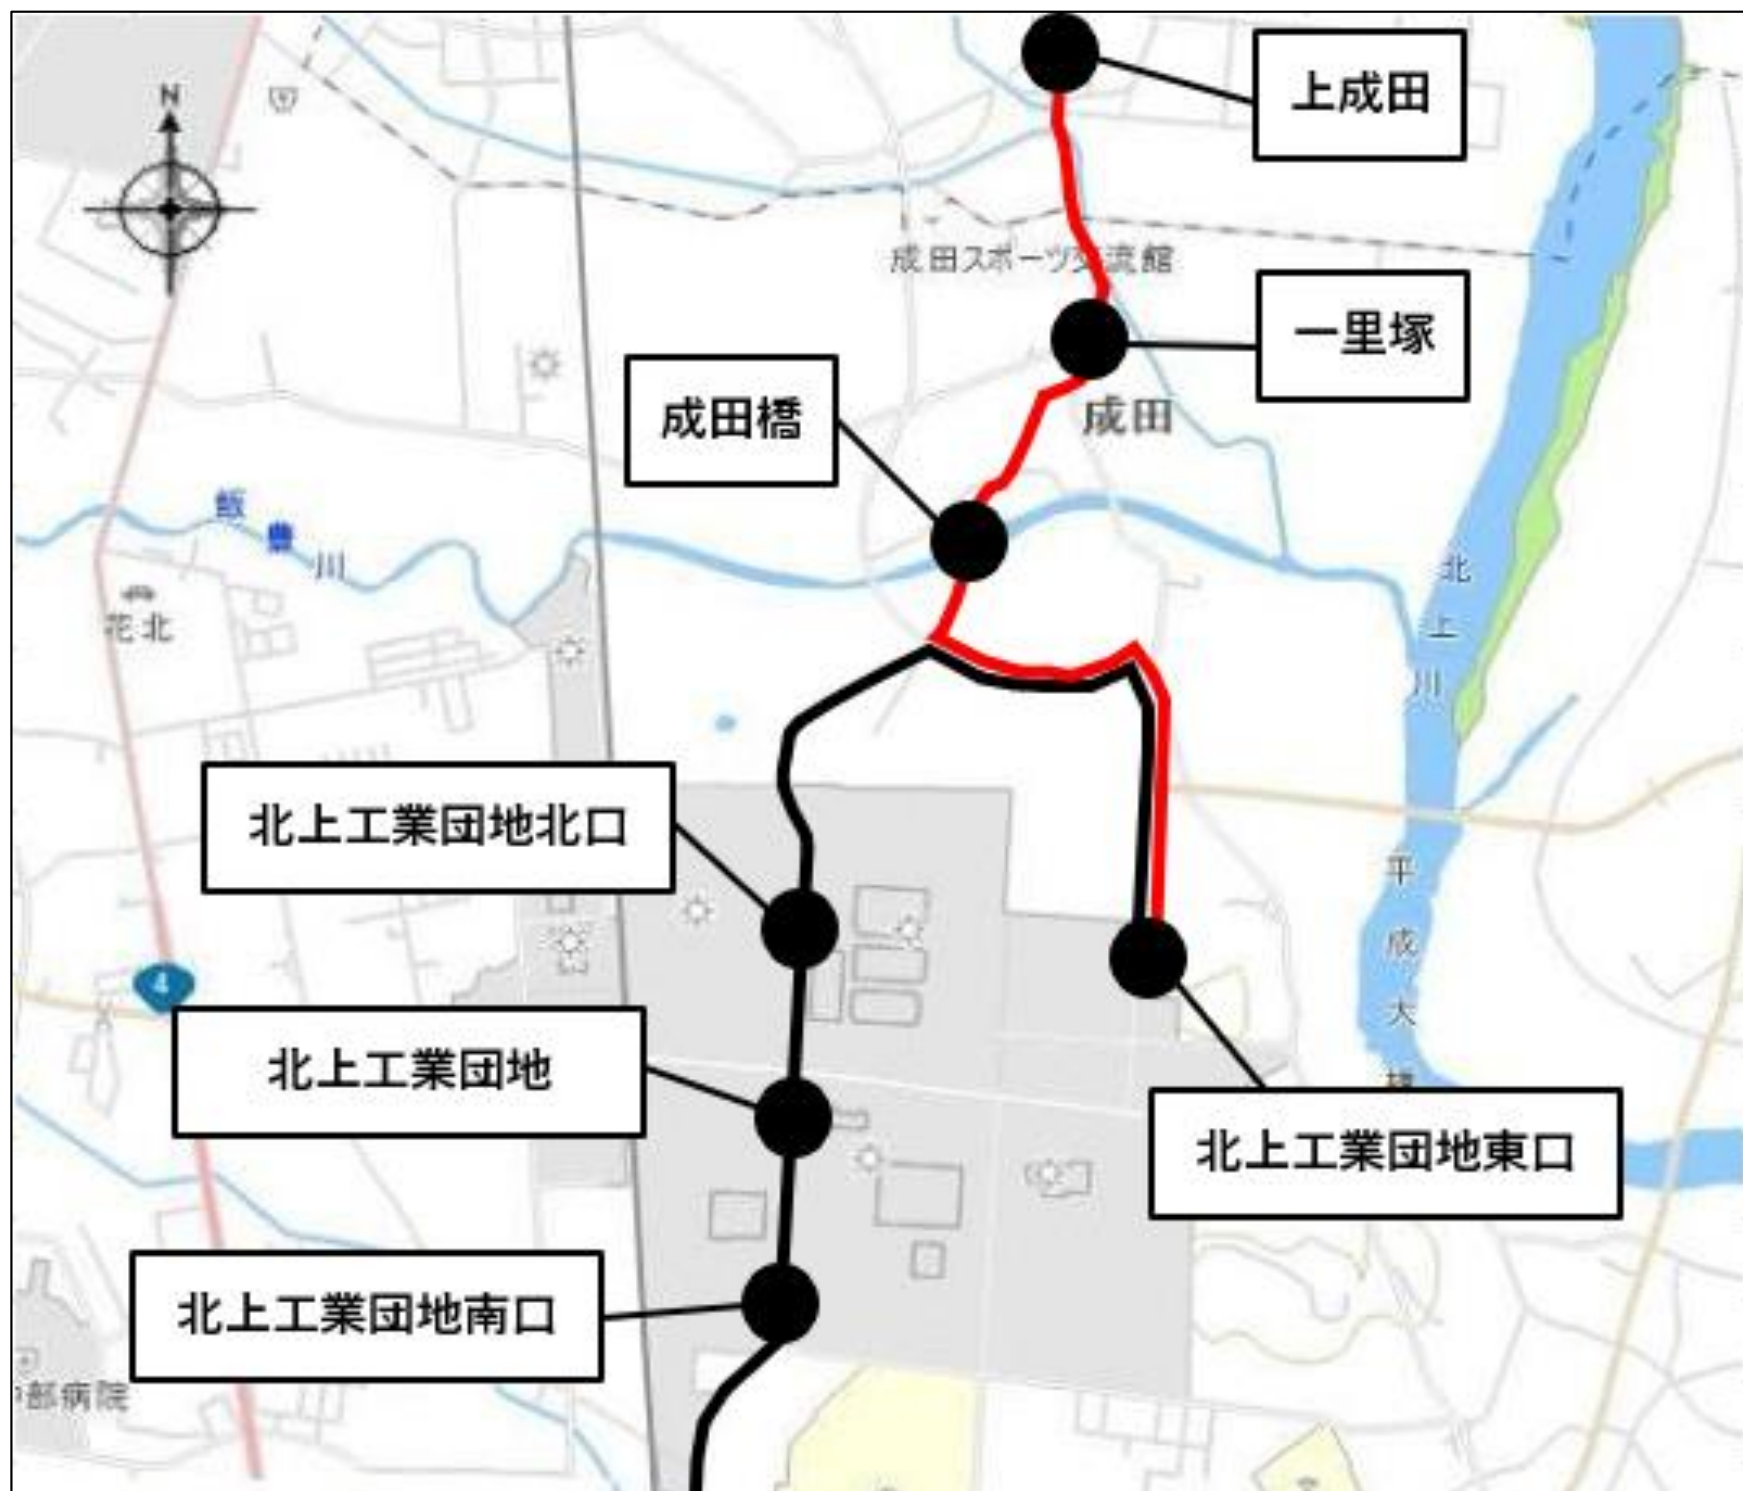 上成田
N
成田スポーツ交流館
一里塚
成田橋
成田
飯豊川
北上川
花北
北上工業団地北口
平成大橋
4
北上工業団地
北上工業団地東口
北上工業団地南口
中部病院